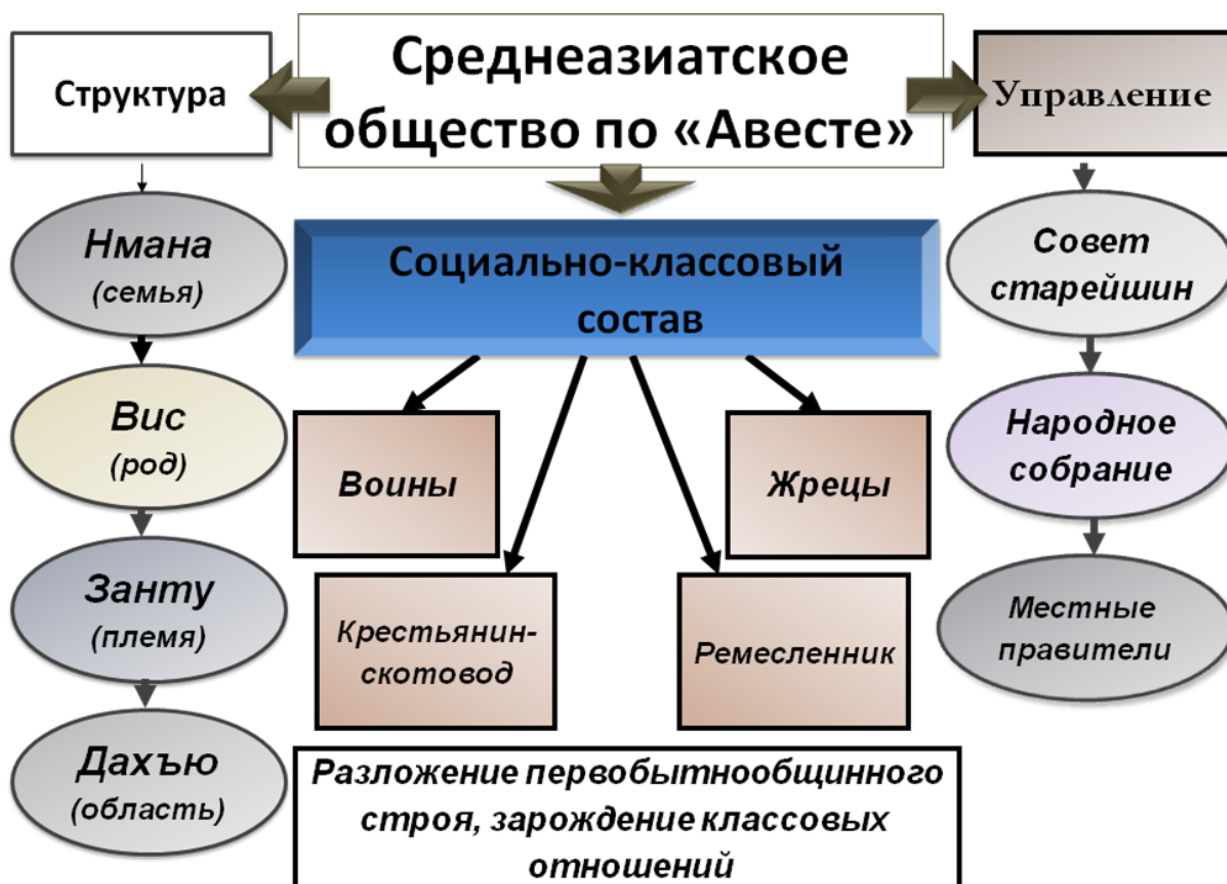 Среднеазиатское
общество по «Авесте»
Структура
Нмана
(семья)
Вис
(род)
Занту
(племя)
Дахъю
(область)
Социально-классовый
состав
Воины
Жрецы
Крестьянин-
скотовод
Ремесленник
Разложение первобытнообщинного
строя, зарождение классовых
отношений
Управление
Совет
старейшин
Народное
собрание
Местные
правители